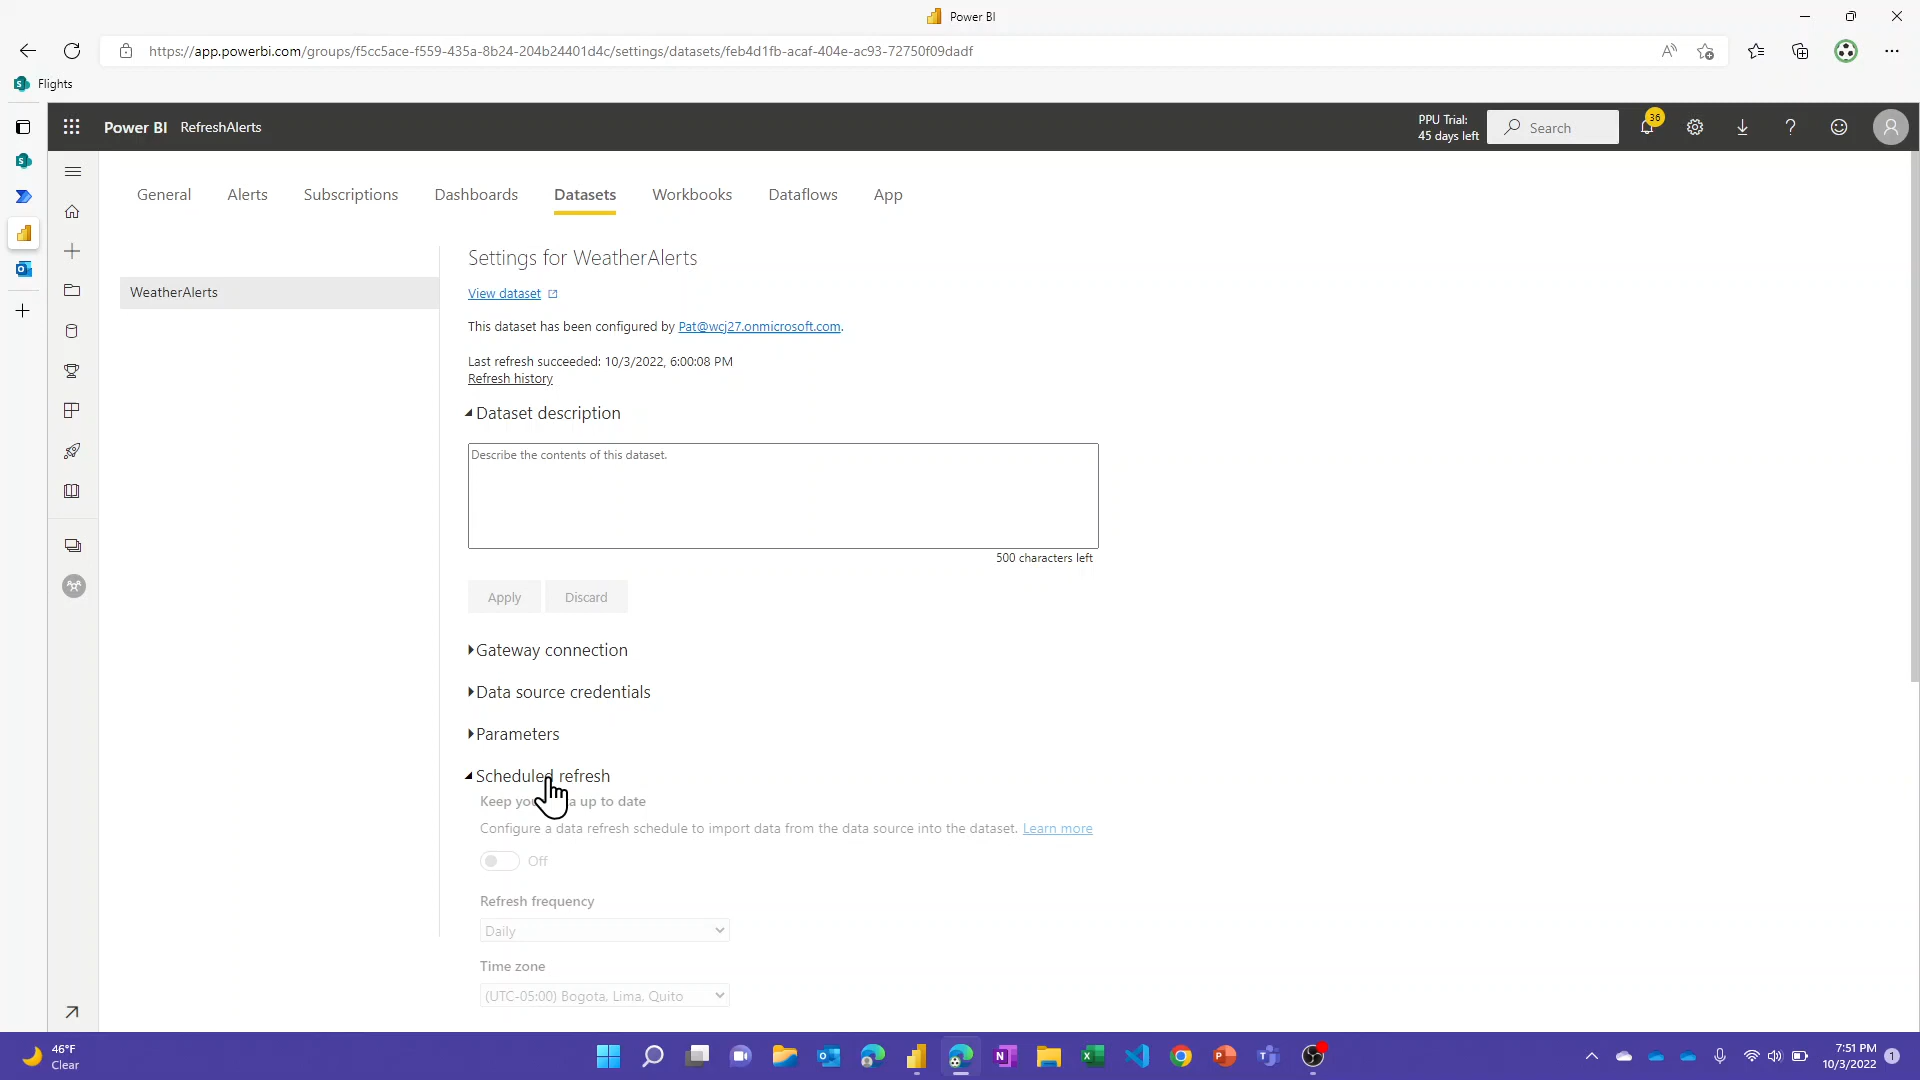 Power BI
https://app.powerbi.com/groups/f5cc5ace-f559-435a-8b24-204b24401d4c/settings/datasets/feb4d1fb-acaf-404e-ac93-72750f09dadf
Flights
Power BI RefreshAlerts
PPU Trial:
45 days left
Search
36
General Alerts Subscriptions Dashboards Datasets Workbooks Dataflows App
WeatherAlerts
Settings for WeatherAlerts
View dataset
This dataset has been configured by Pat@wcj27.onmicrosoft.com.
Last refresh succeeded: 10/3/2022, 6:00:08 PM
Refresh history
Dataset description
Describe the contents of this dataset.
500 characters left
Apply Discard
Gateway connection
Data source credentials
Parameters
Scheduled refresh
Keep a up to date
Configure a data refresh schedule to import data from the data source into the dataset. Learn more
Off
Refresh frequency
Daily
Time zone
(UTC-05:00) Bogota, Lima, Quito
46°F
Clear
7:51 PM
10/3/2022
1